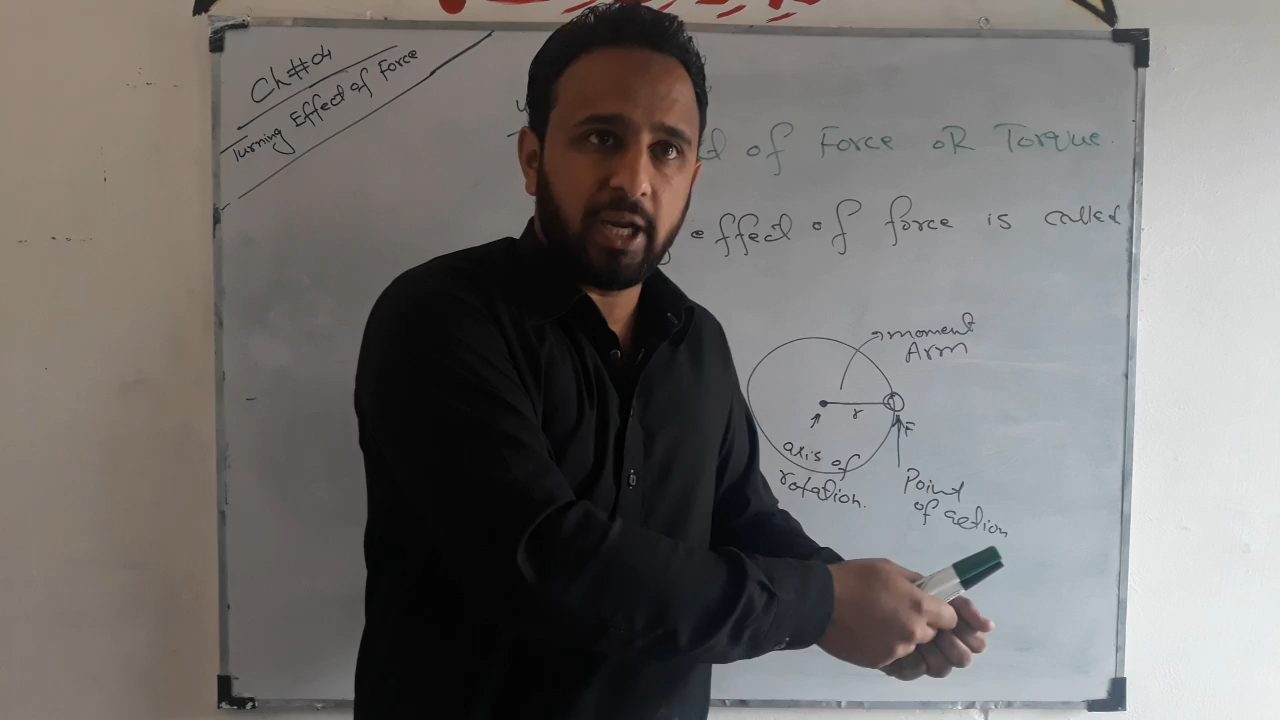 Ch#04
Turning Effect of Force
of Force OR Torque.
effect of force is called
moment
Arm
r
F
axis of
rotation.
Point
of action